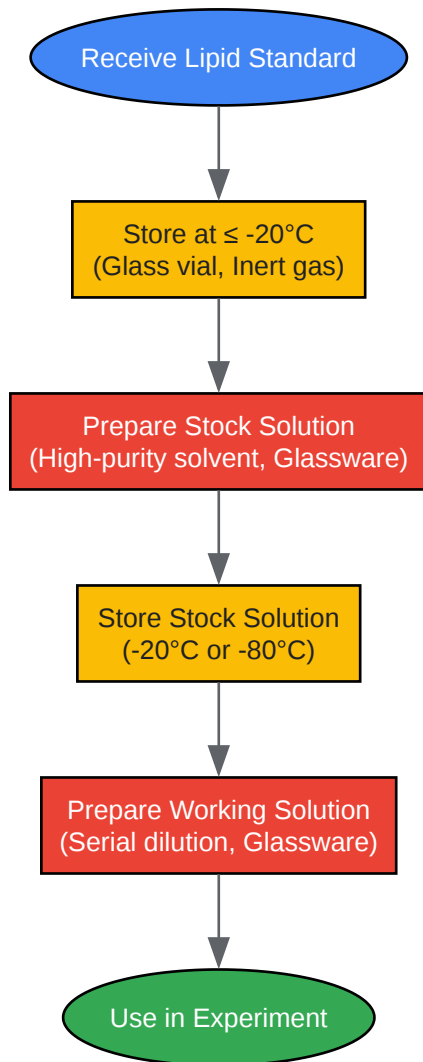 Receive Lipid Standard
Store at ≤ -20°C
(Glass vial, Inert gas)
Prepare Stock Solution
(High-purity solvent, Glassware)
Store Stock Solution
(-20°C or -80°C)
Prepare Working Solution
(Serial dilution, Glassware)
Use in Experiment